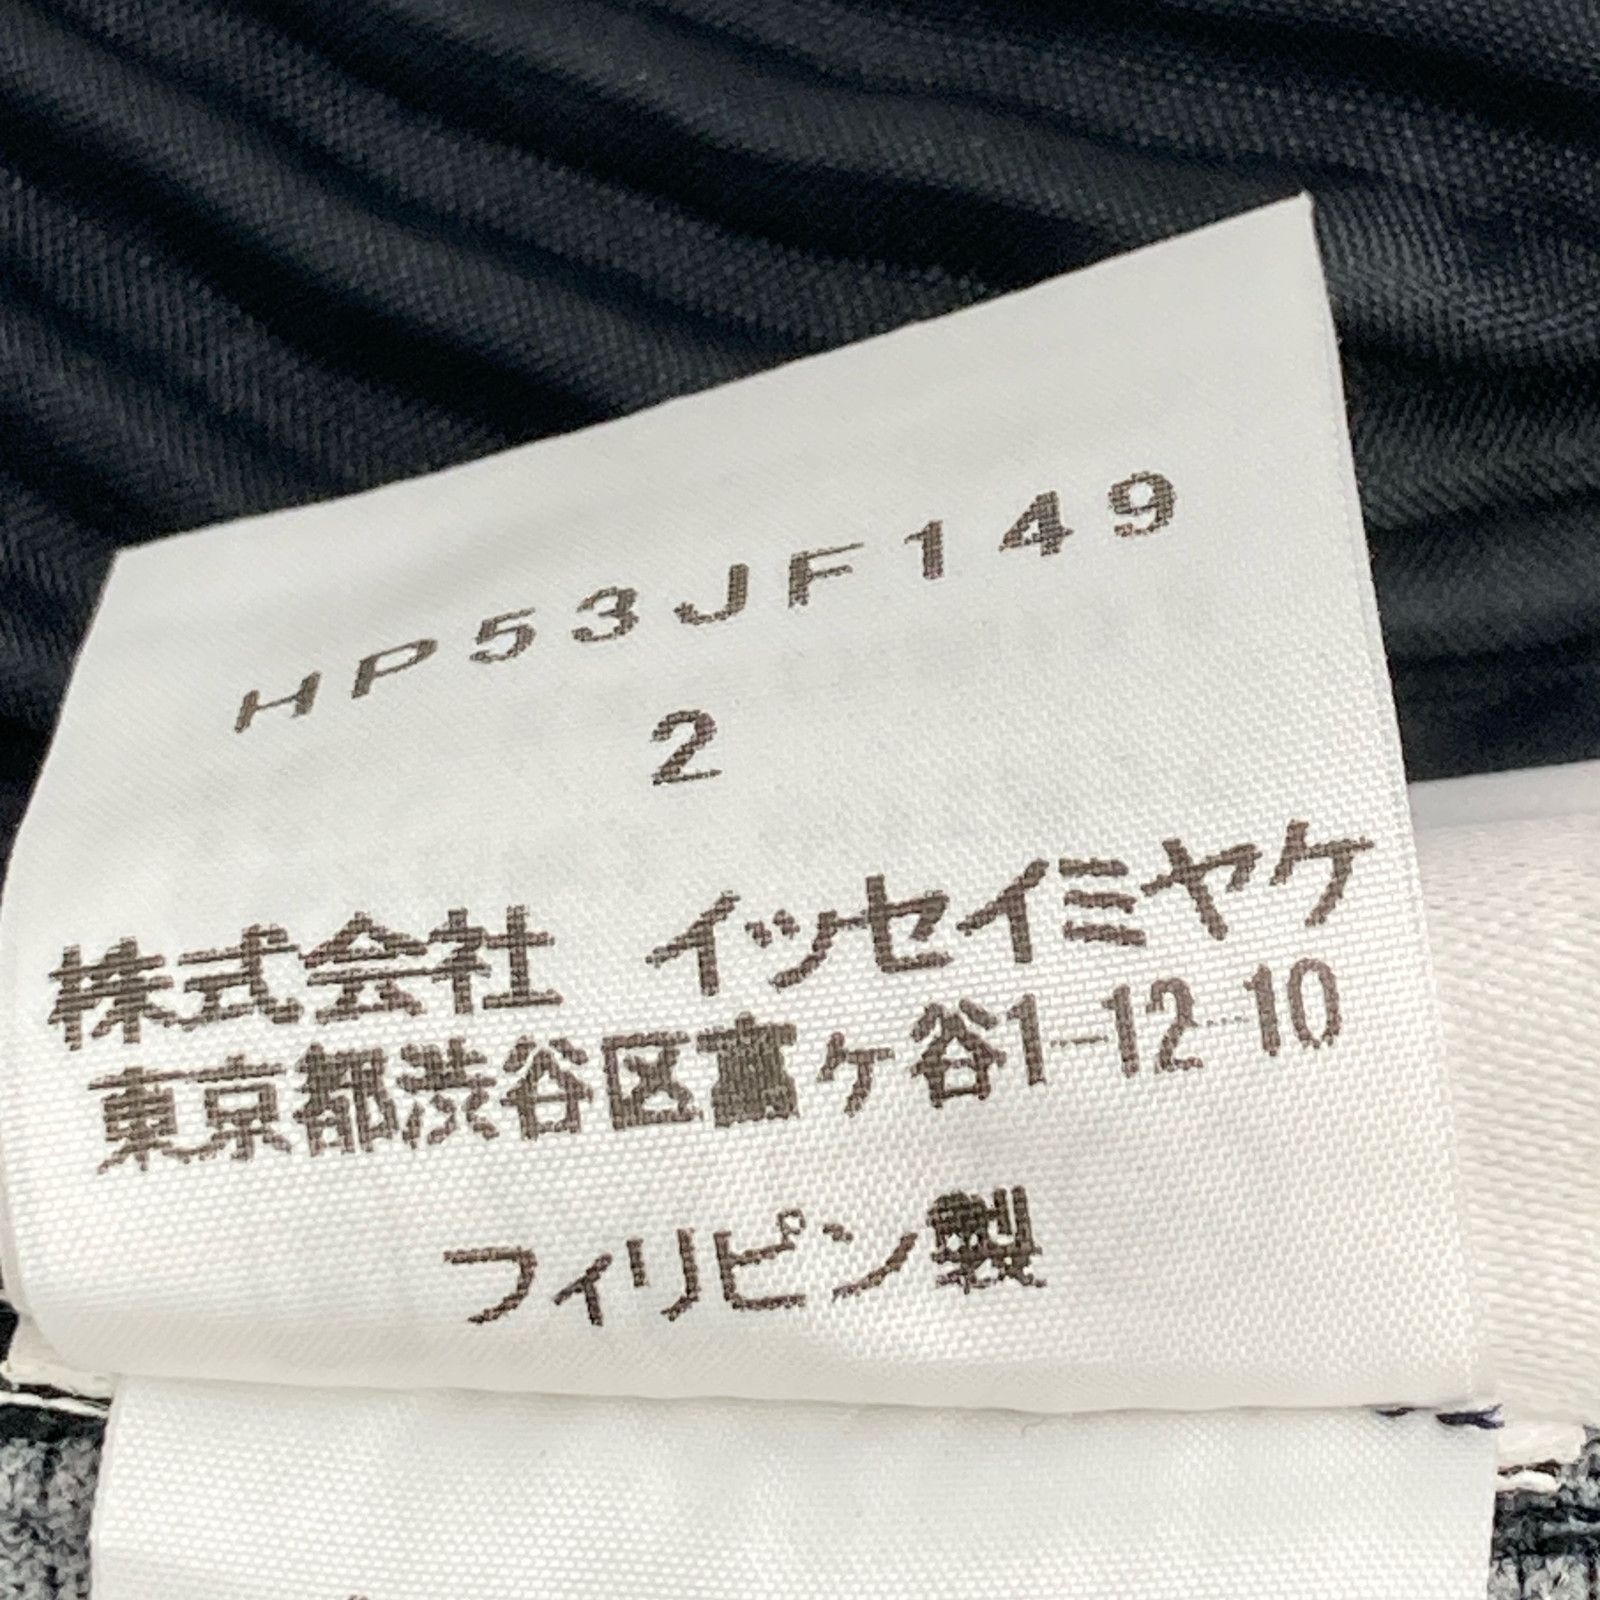 HP53JF149
2
株式会社 イッセイミヤケ
東京都渋谷区富ヶ谷1-12-10
フィリピン製